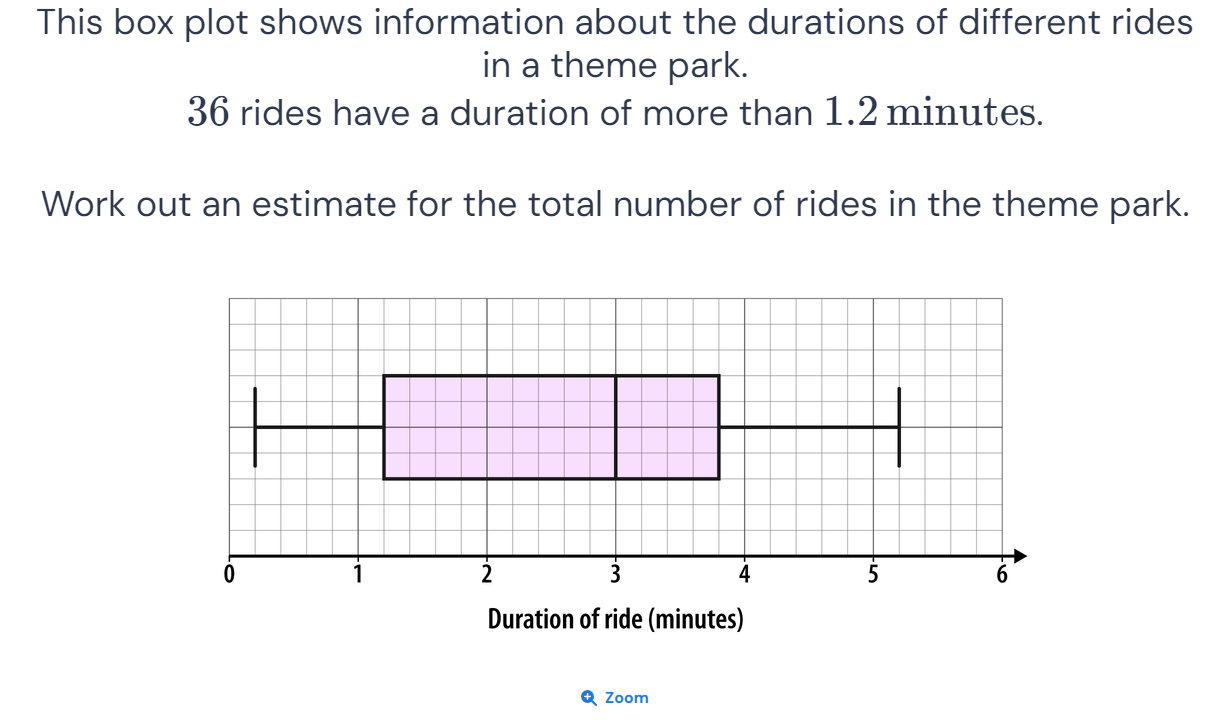 This box plot shows information about the durations of different rides
in a theme park.
36 rides have a duration of more than 1.2 minutes.
Work out an estimate for the total number of rides in the theme park.
0 1 2 3 4 5 6
Duration of ride (minutes)
Zoom